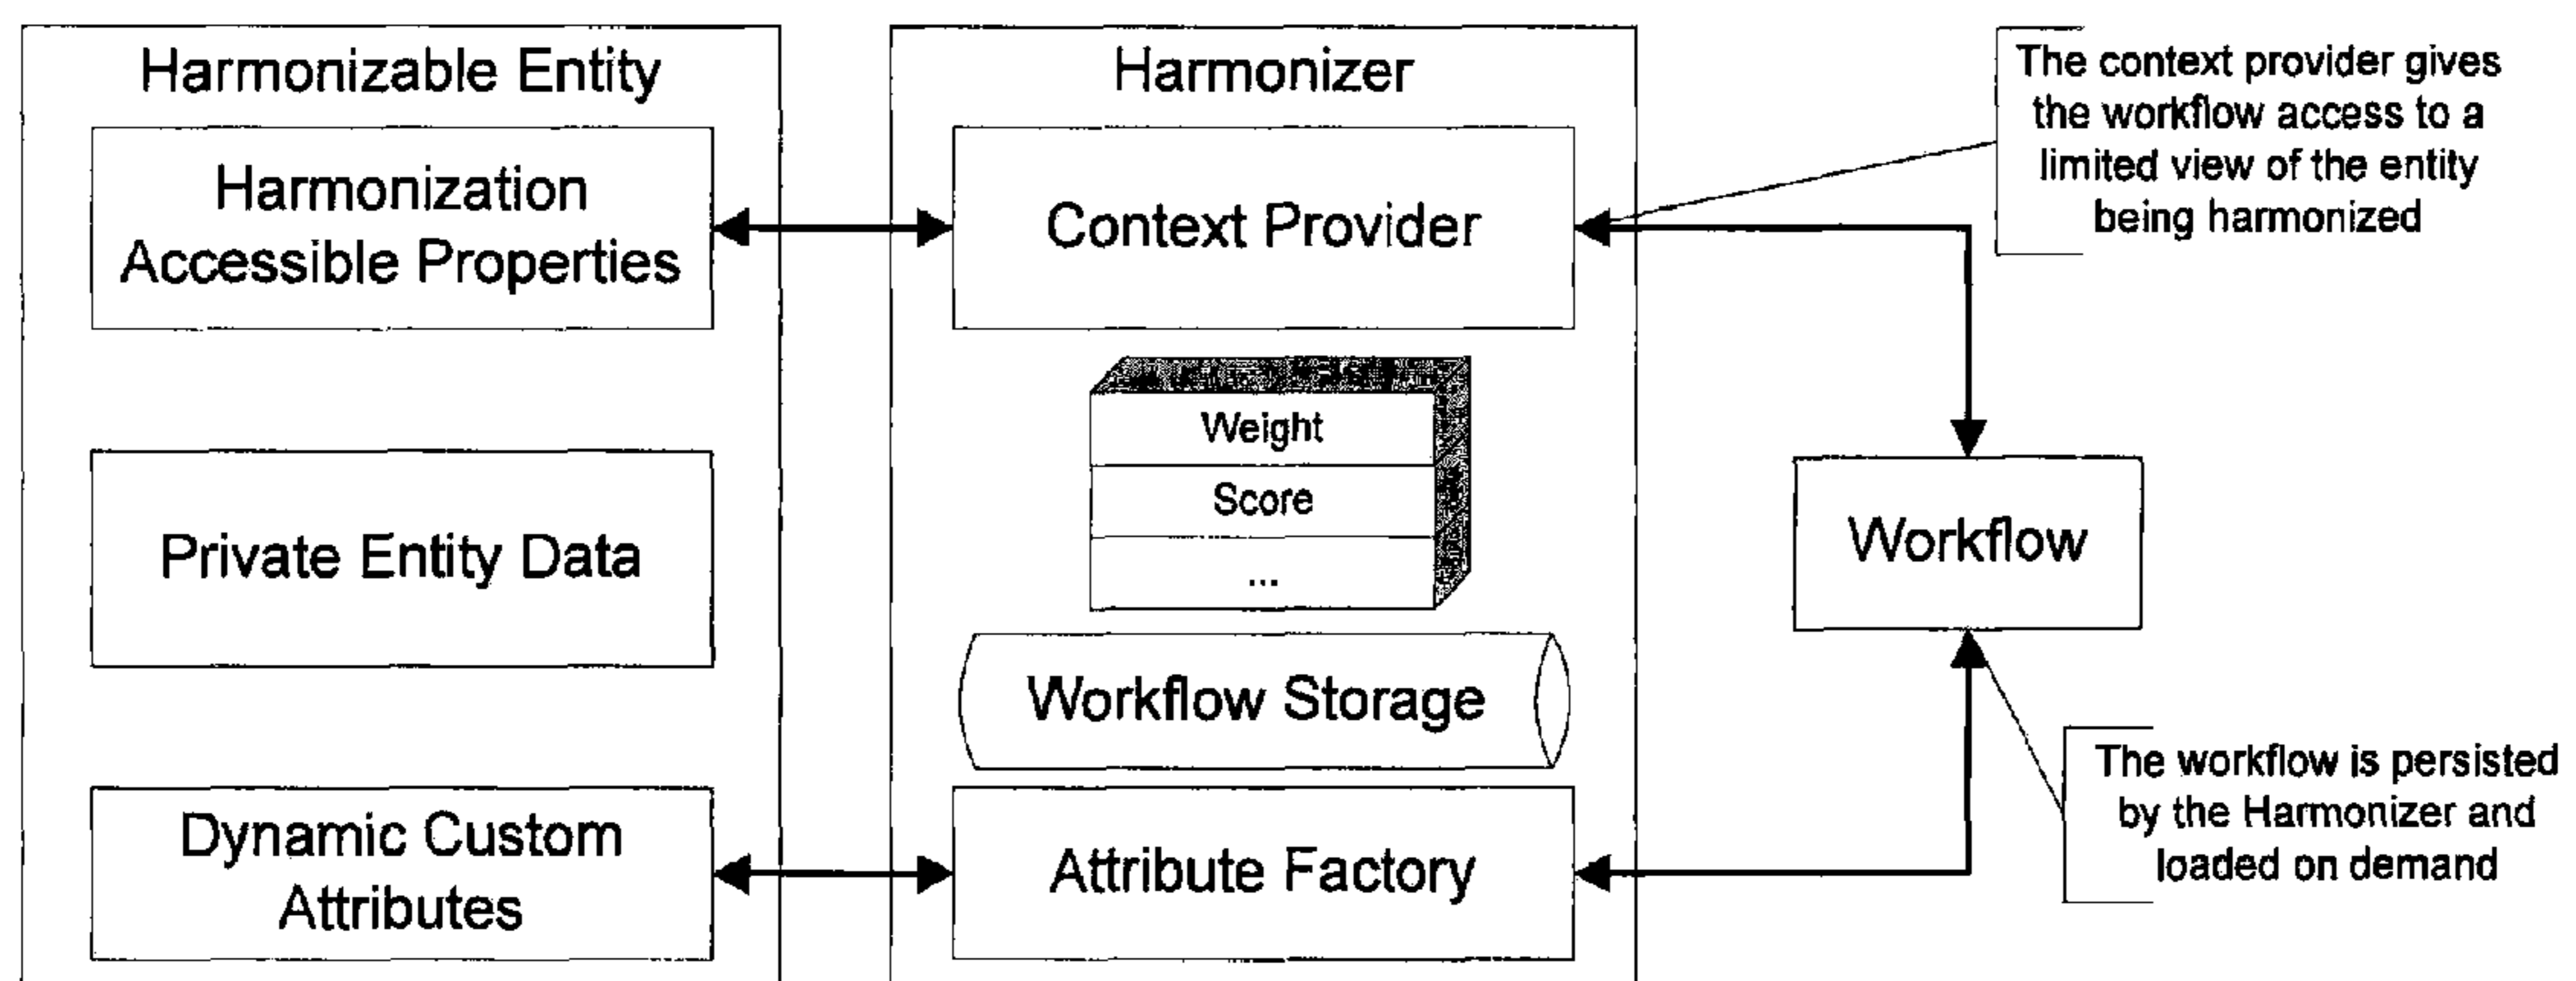 Harmonizable Entity
Harmonization
Accessible Properties
Private Entity Data
Dynamic Custom
Attributes
Harmonizer
Context Provider
Weight
Score
...
Workflow Storage
Attribute Factory
The context provider gives
the workflow access to a
limited view of the entity
being harmonized
Workflow
The workflow is persisted
by the Harmonizer and
loaded on demand